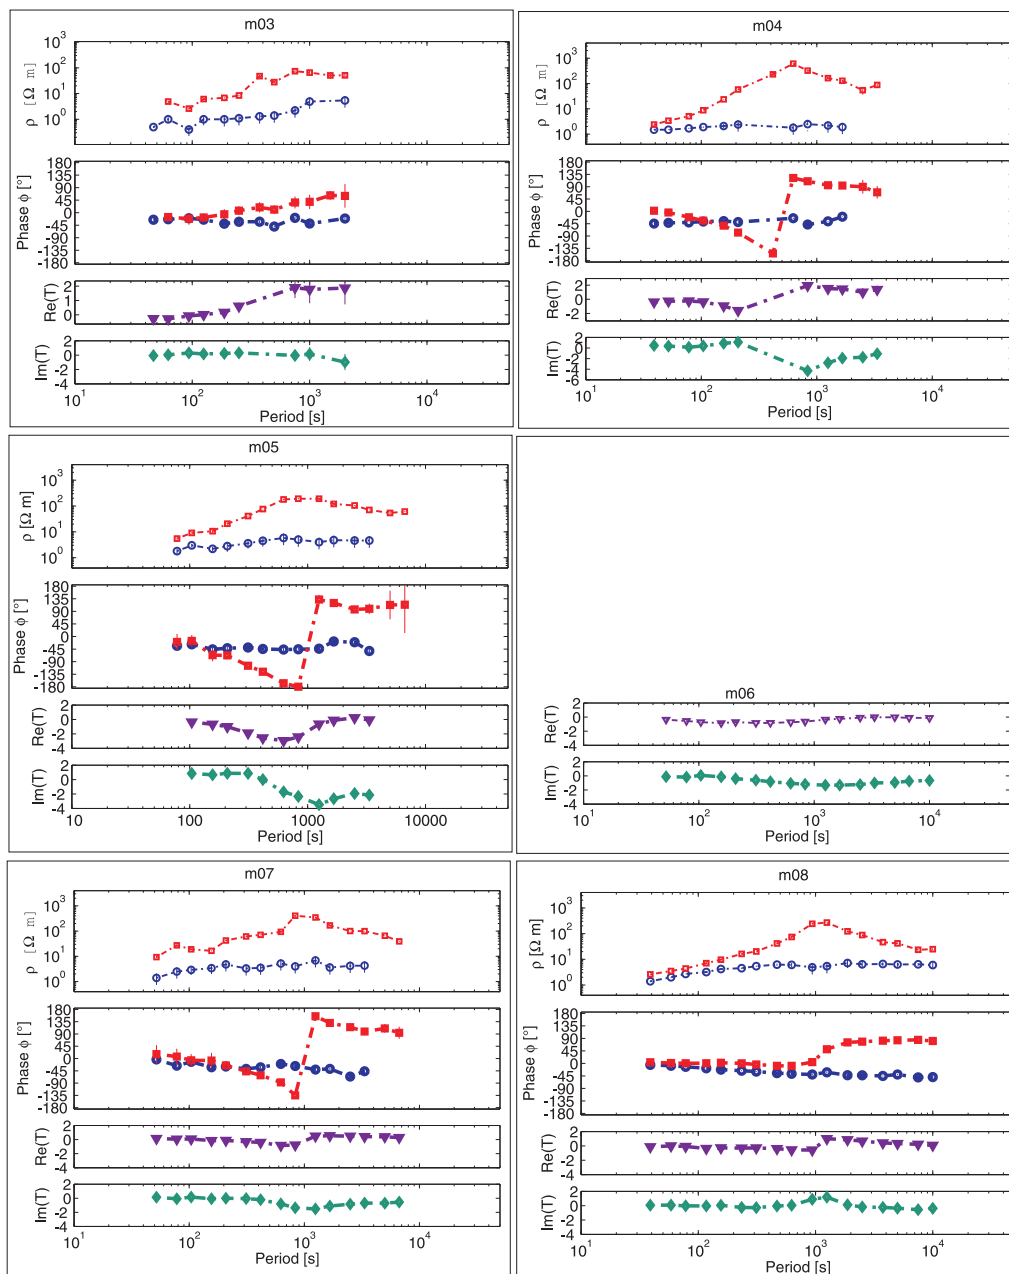 m03
10³
10²
10¹
10⁰
ρ [Ω m]
180
135
90
45
0
-45
-90
-135
-180
Phase ϕ [°]
2
1
0
Re(T)
2
0
-2
-4
Im(T)
10¹ 10² 10³ 10⁴
Period [s]
m04
10³
10²
10¹
10⁰
ρ [Ω m]
180
135
90
45
0
-45
-90
-135
-180
Phase ϕ [°]
2
0
-2
Re(T)
2
0
-2
-4
-6
Im(T)
10¹ 10² 10³ 10⁴
Period [s]
m05
10³
10²
10¹
10⁰
ρ [Ω m]
180
135
90
45
0
-45
-90
-135
-180
Phase ϕ [°]
2
0
-2
-4
Re(T)
2
0
-2
-4
Im(T)
10 100 1000 10000
Period [s]
m06
2
0
-2
-4
Re(T)
2
0
-2
-4
Im(T)
10¹ 10² 10³ 10⁴
Period [s]
m07
10³
10²
10¹
10⁰
ρ [Ω m]
180
135
90
45
0
-45
-90
-135
-180
Phase ϕ [°]
2
0
-2
-4
Re(T)
2
0
-2
-4
Im(T)
10¹ 10² 10³ 10⁴
Period [s]
m08
10³
10²
10¹
10⁰
ρ [Ω m]
180
135
90
45
0
-45
-90
-135
-180
Phase ϕ [°]
2
0
-2
-4
Re(T)
2
0
-2
-4
Im(T)
10¹ 10² 10³ 10⁴
Period [s]